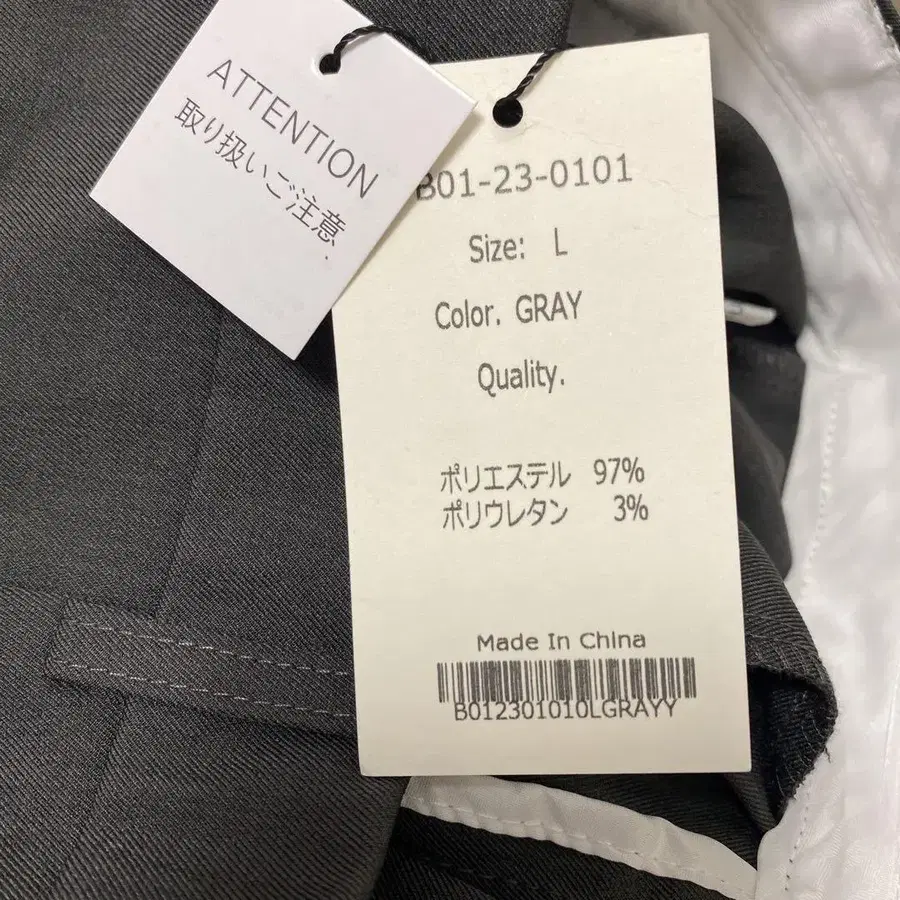 ATTENTION
取り扱いご注意.
B01-23-0101
Size: L
Color. GRAY
Quality.
ポリエステル 97%
ポリウレタン 3%
Made In China
B012301010LGRAYY